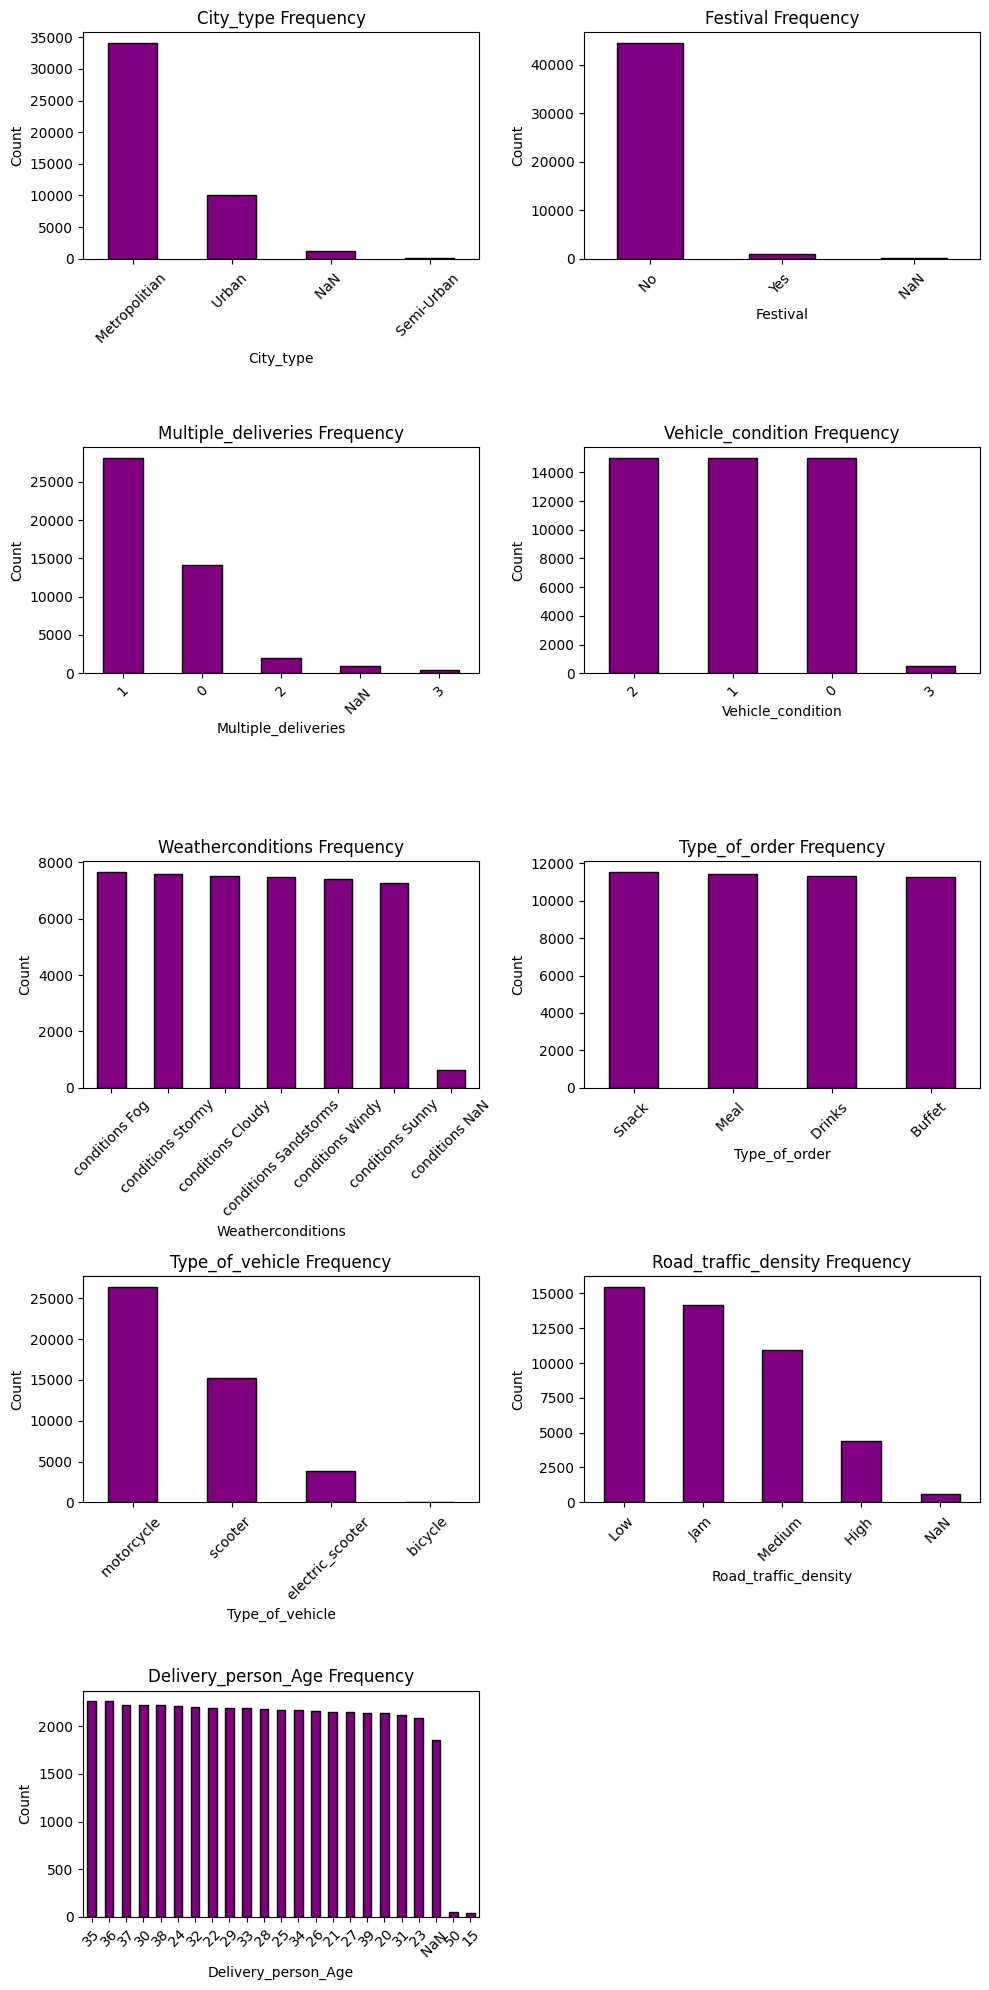 City_type Frequency
35000
30000
25000
20000
15000
10000
5000
0
Count
Metropolitian
Urban
NaN
Semi-Urban
City_type
Festival Frequency
40000
30000
20000
10000
0
Count
No
Yes
NaN
Festival
Multiple_deliveries Frequency
25000
20000
15000
10000
5000
0
Count
1
0
2
NaN
3
Multiple_deliveries
Vehicle_condition Frequency
14000
12000
10000
8000
6000
4000
2000
0
Count
2
1
0
3
Vehicle_condition
Weatherconditions Frequency
8000
6000
4000
2000
0
Count
conditions Fog
conditions Stormy
conditions Cloudy
conditions Sandstorms
conditions Windy
conditions Sunny
conditions NaN
Weatherconditions
Type_of_order Frequency
12000
10000
8000
6000
4000
2000
0
Count
Snack
Meal
Drinks
Buffet
Type_of_order
Type_of_vehicle Frequency
25000
20000
15000
10000
5000
0
Count
motorcycle
scooter
electric_scooter
bicycle
Type_of_vehicle
Road_traffic_density Frequency
15000
12500
10000
7500
5000
2500
0
Count
Low
Jam
Medium
High
NaN
Road_traffic_density
Delivery_person_Age Frequency
2000
1500
1000
500
0
Count
35
36
37
30
38
24
32
22
29
33
28
25
34
26
21
27
39
20
31
23
NaN
50
15
Delivery_person_Age